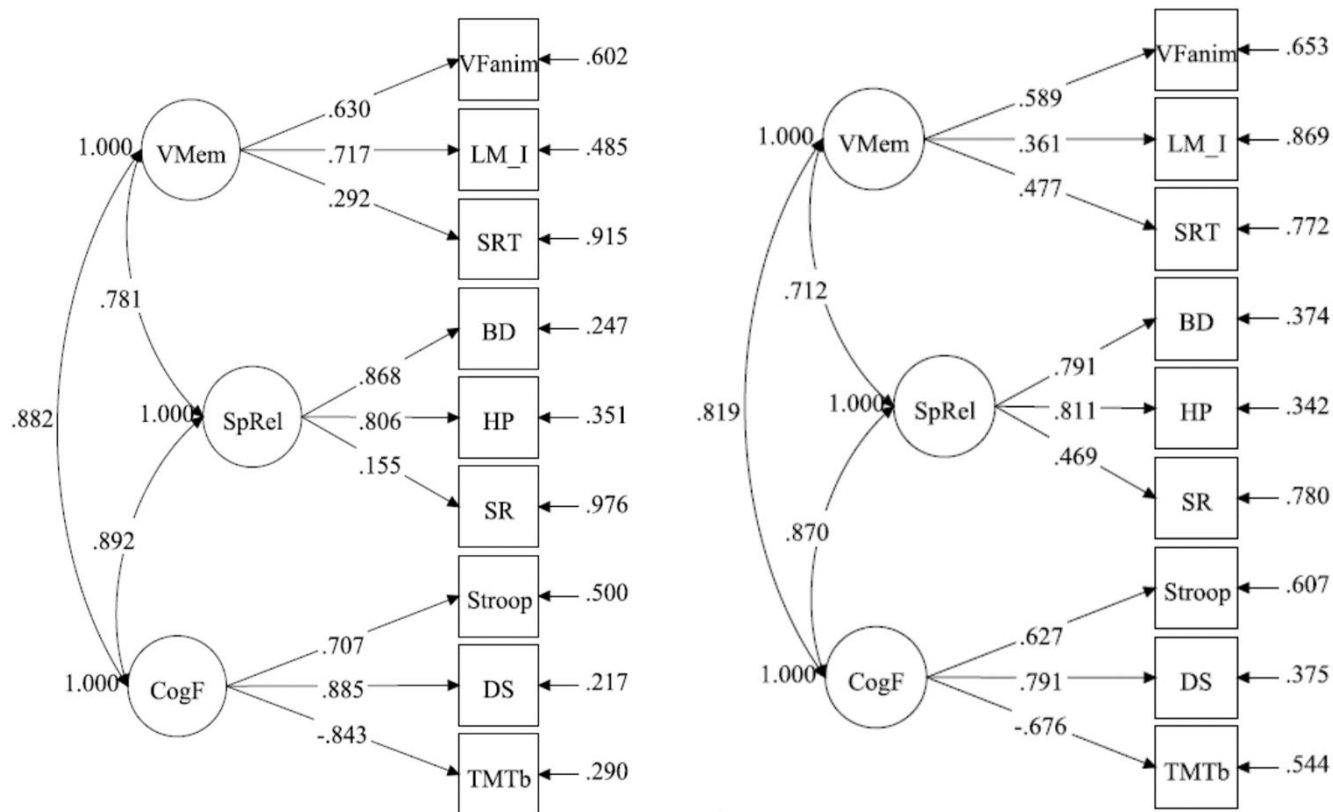 VFanim
.602
.630
1.000
VMem
.717
LM_I
.485
.292
SRT
.915
.781
BD
.247
.868
.882
1.000
SpRel
.806
HP
.351
.155
SR
.976
.892
Stroop
.500
.707
1.000
CogF
.885
DS
.217
-.843
TMTb
.290
VFanim
.653
.589
1.000
VMem
.361
LM_I
.869
.477
SRT
.772
.712
BD
.374
.791
.819
1.000
SpRel
.811
HP
.342
.469
SR
.780
.870
Stroop
.607
.627
1.000
CogF
.791
DS
.375
-.676
TMTb
.544